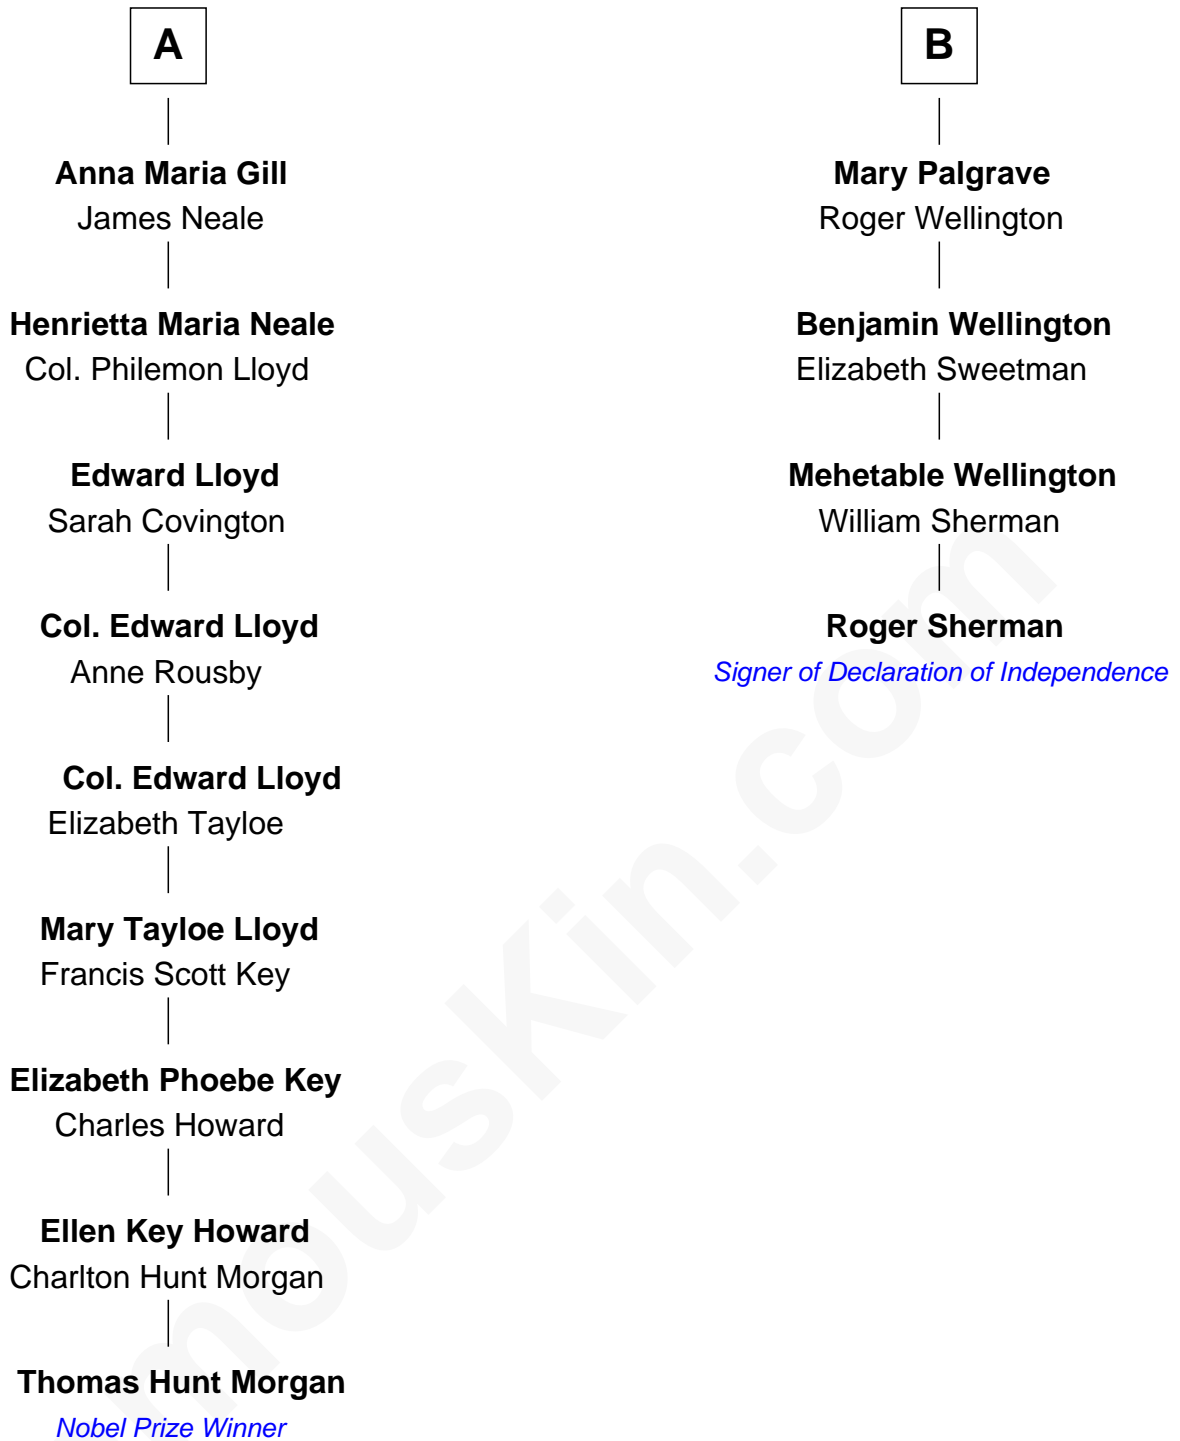 A
Anna Maria Gill
James Neale
Henrietta Maria Neale
Col. Philemon Lloyd
Edward Lloyd
Sarah Covington
Col. Edward Lloyd
Anne Rousby
Col. Edward Lloyd
Elizabeth Tayloe
Mary Tayloe Lloyd
Francis Scott Key
Elizabeth Phoebe Key
Charles Howard
Ellen Key Howard
Charlton Hunt Morgan
Thomas Hunt Morgan
Nobel Prize Winner
B
Mary Palgrave
Roger Wellington
Benjamin Wellington
Elizabeth Sweetman
Mehetable Wellington
William Sherman
Roger Sherman
Signer of Declaration of Independence
mouskin.com